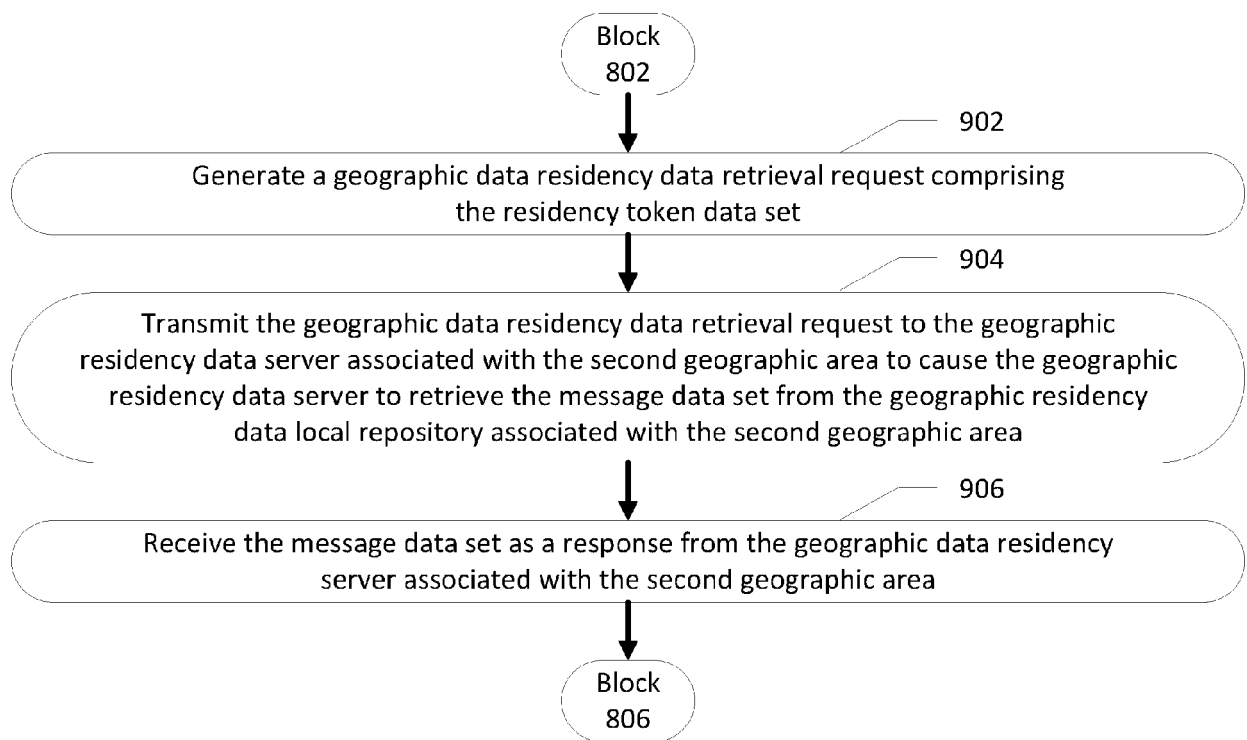 Block
802
902
Generate a geographic data residency data retrieval request comprising
the residency token data set
904
Transmit the geographic data residency data retrieval request to the geographic
residency data server associated with the second geographic area to cause the geographic
residency data server to retrieve the message data set from the geographic residency
data local repository associated with the second geographic area
906
Receive the message data set as a response from the geographic data residency
server associated with the second geographic area
Block
806